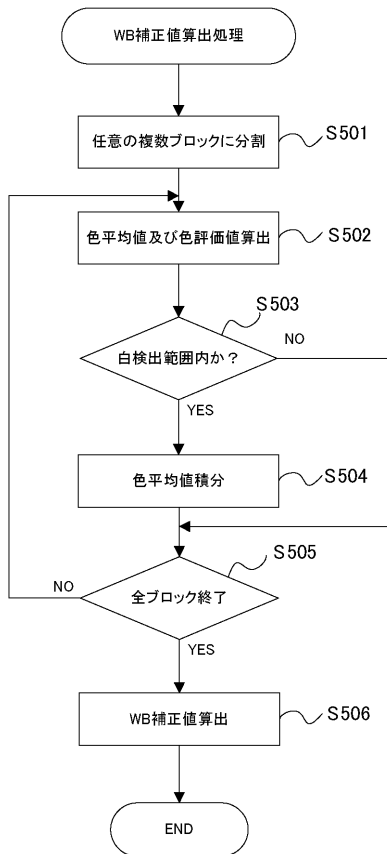 WB補正値算出処理
任意の複数ブロックに分割
S501
色平均値及び色評価値算出
S502
S503
白検出範囲内か？
NO
YES
色平均値積分
S504
S505
全ブロック終了
NO
YES
WB補正値算出
S506
END